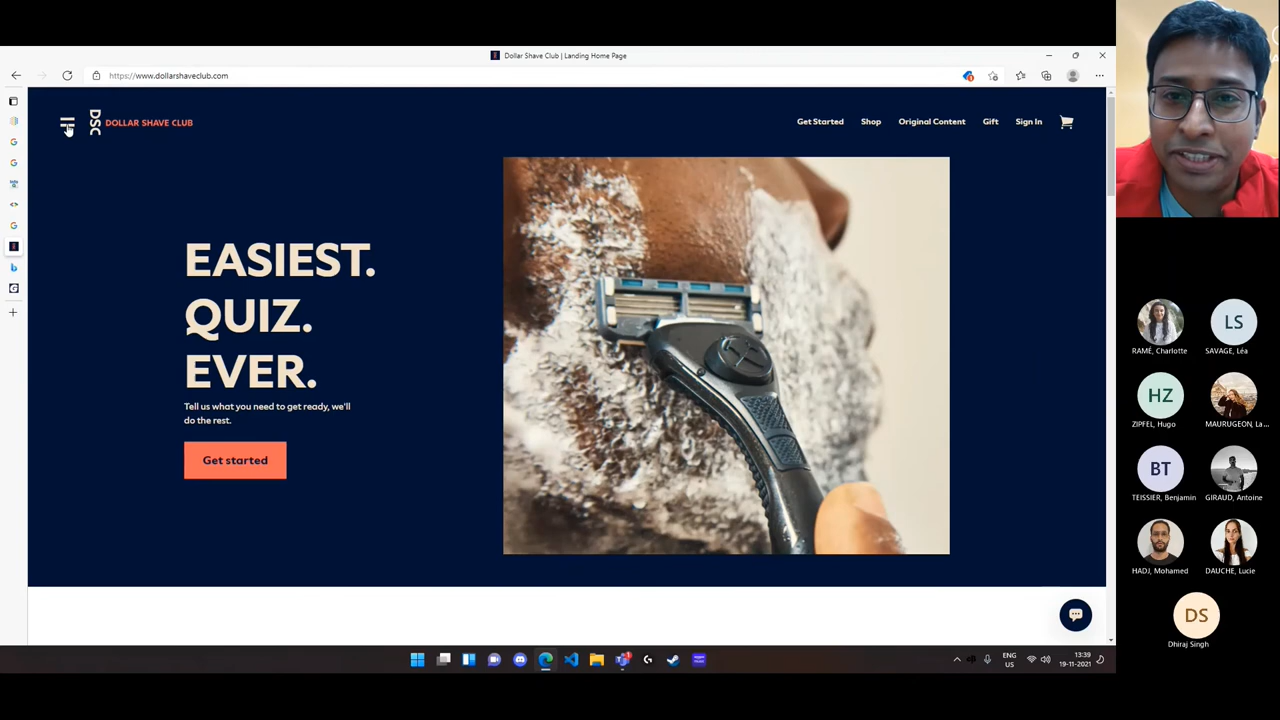 Dollar Shave Club | Landing Home Page
https://www.dollarshaveclub.com
DSC
DOLLAR SHAVE CLUB
Get Started
Shop
Original Content
Gift
Sign In
EASIEST.
QUIZ.
EVER.
Tell us what you need to get ready, we'll
do the rest.
Get started
RAMÉ, Charlotte
LS
SAVAGE, Léa
HZ
ZIPFEL, Hugo
MAURUGEON, La...
BT
TEISSIER, Benjamin
GIRAUD, Antoine
HADJ, Mohamed
DAUCHE, Lucie
DS
Dhiraj Singh
ENG
US
13:39
19-11-2021